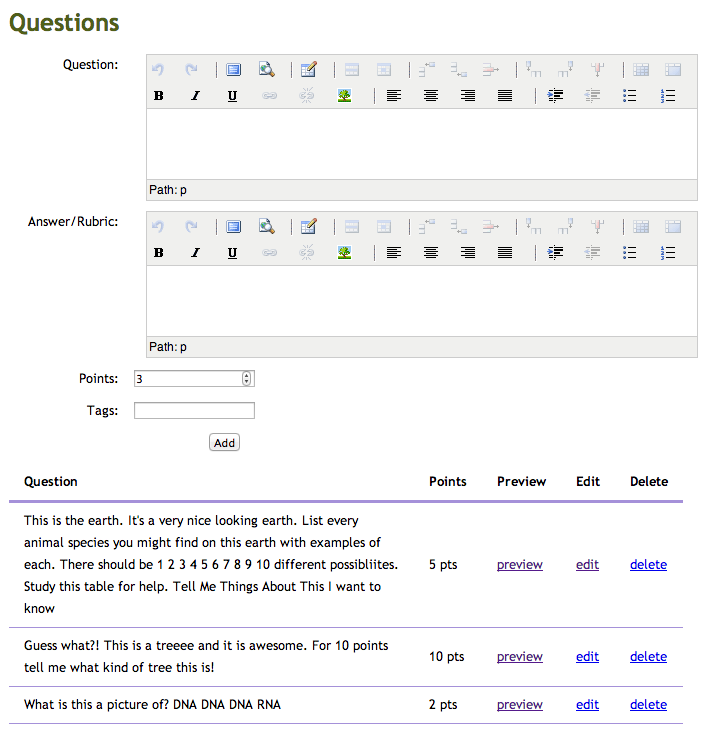 Questions
Question:
B I U
Path: p
Answer/Rubric:
B I U
Path: p
Points: 3
Tags:
Add
Question Points Preview Edit Delete
This is the earth. It's a very nice looking earth. List every
animal species you might find on this earth with examples of
each. There should be 1 2 3 4 5 6 7 8 9 10 different possibliites. 5 pts preview edit delete
Study this table for help. Tell Me Things About This I want to
know
Guess what?! This is a treeee and it is awesome. For 10 points
tell me what kind of tree this is! 10 pts preview edit delete
What is this a picture of? DNA DNA DNA RNA 2 pts preview edit delete